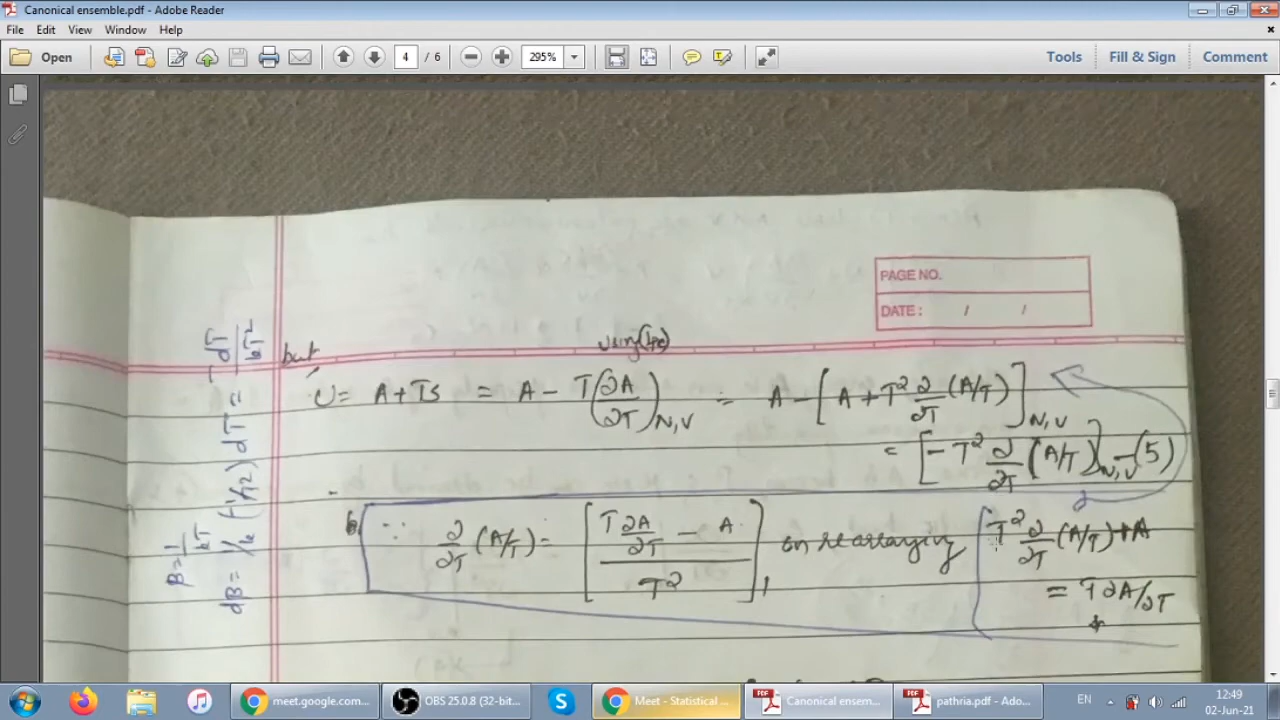 Canonical ensemble.pdf - Adobe Reader
File Edit View Window Help
Open 4 / 6 295% Tools Fill & Sign Comment
PAGE NO.
DATE : / /
but,
using
U = A + TS = A - T(∂A/∂T)N,V = A - [A + T² ∂/∂T (A/T)]N,V
= [- T² ∂/∂T (A/T)]N,V -(5)
∵ ∂/∂T (A/T) = [T ∂A/∂T - A / T²], on rearranging [T² ∂/∂T (A/T) + A
= T ∂A/∂T
B = 1/kT
dB = 1/k (-1/T²) dT = - dT/kT²
meet.google.com... OBS 25.0.8 (32-bit... Meet - Statistical ... Canonical ensem... pathria.pdf - Ado... EN 12:49
02-Jun-21